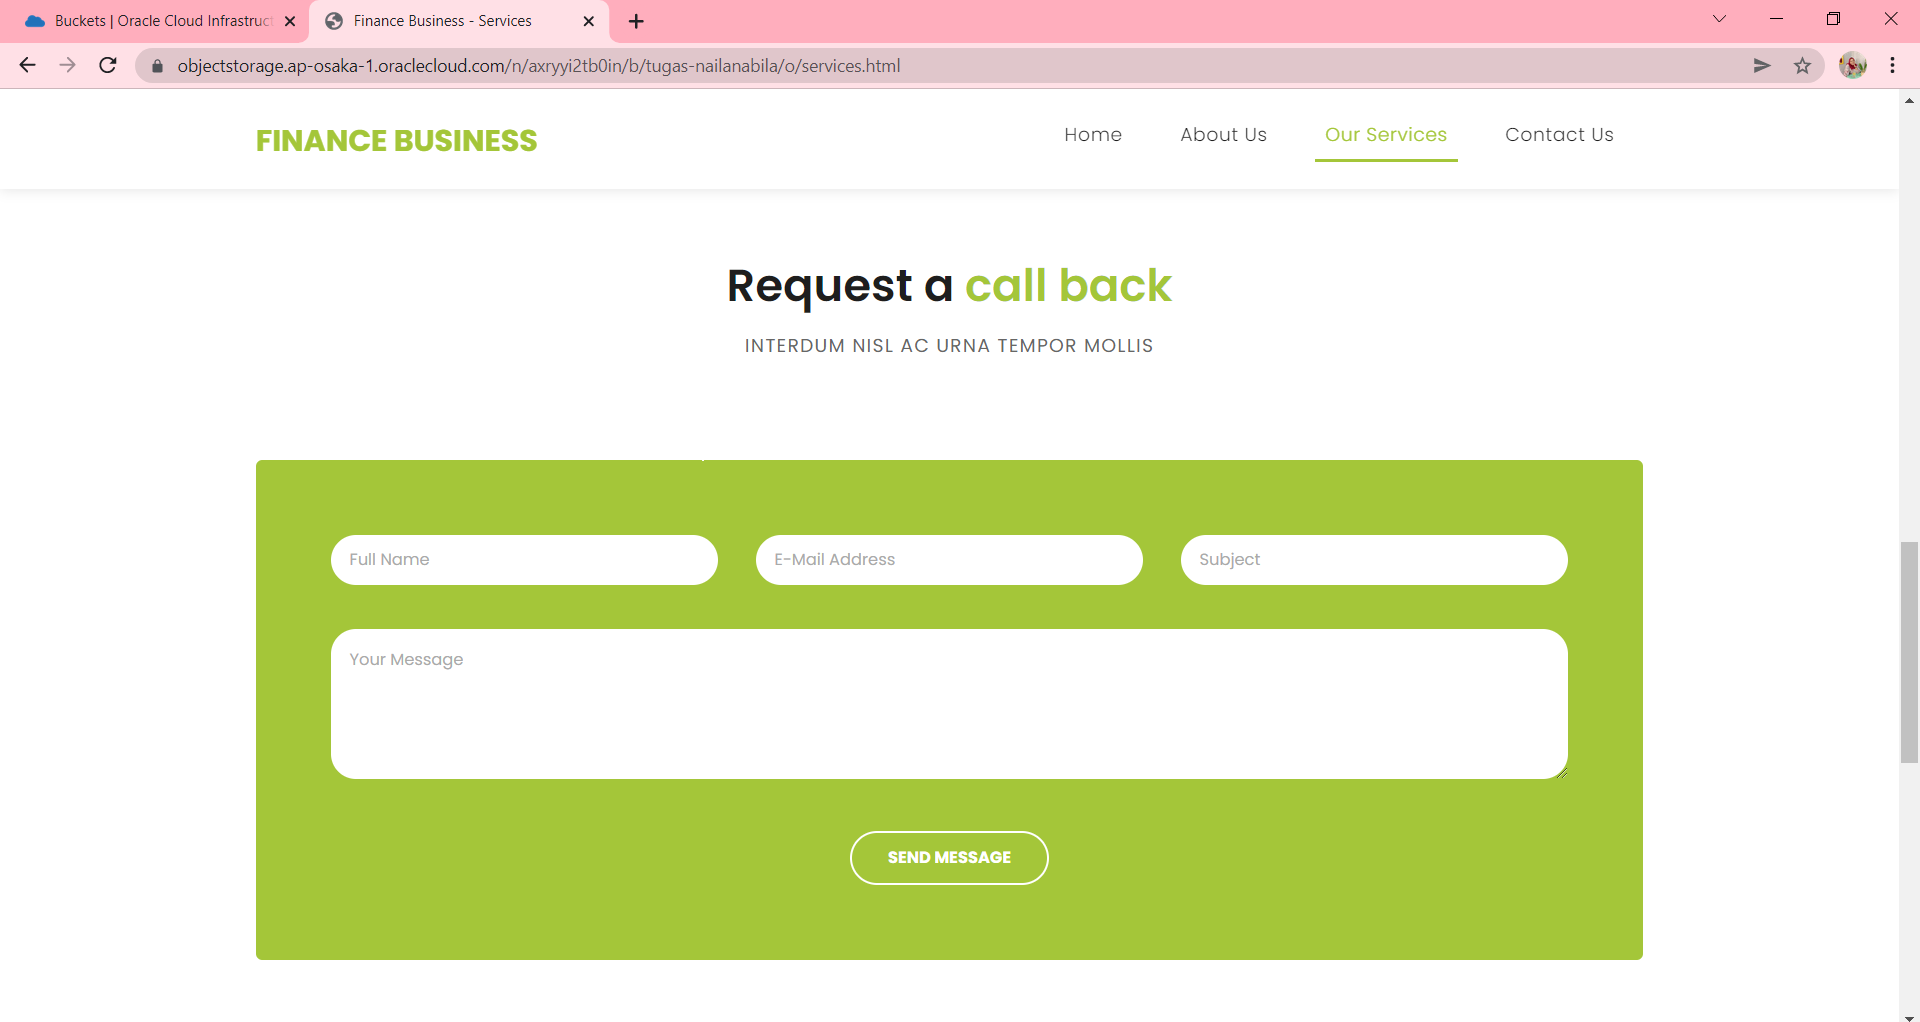 Buckets | Oracle Cloud Infrastruct
Finance Business - Services
objectstorage.ap-osaka-1.oraclecloud.com/n/axryyi2tb0in/b/tugas-nailanabila/o/services.html
FINANCE BUSINESS
Home
About Us
Our Services
Contact Us
Request a call back
INTERDUM NISL AC URNA TEMPOR MOLLIS
Full Name
E-Mail Address
Subject
Your Message
SEND MESSAGE